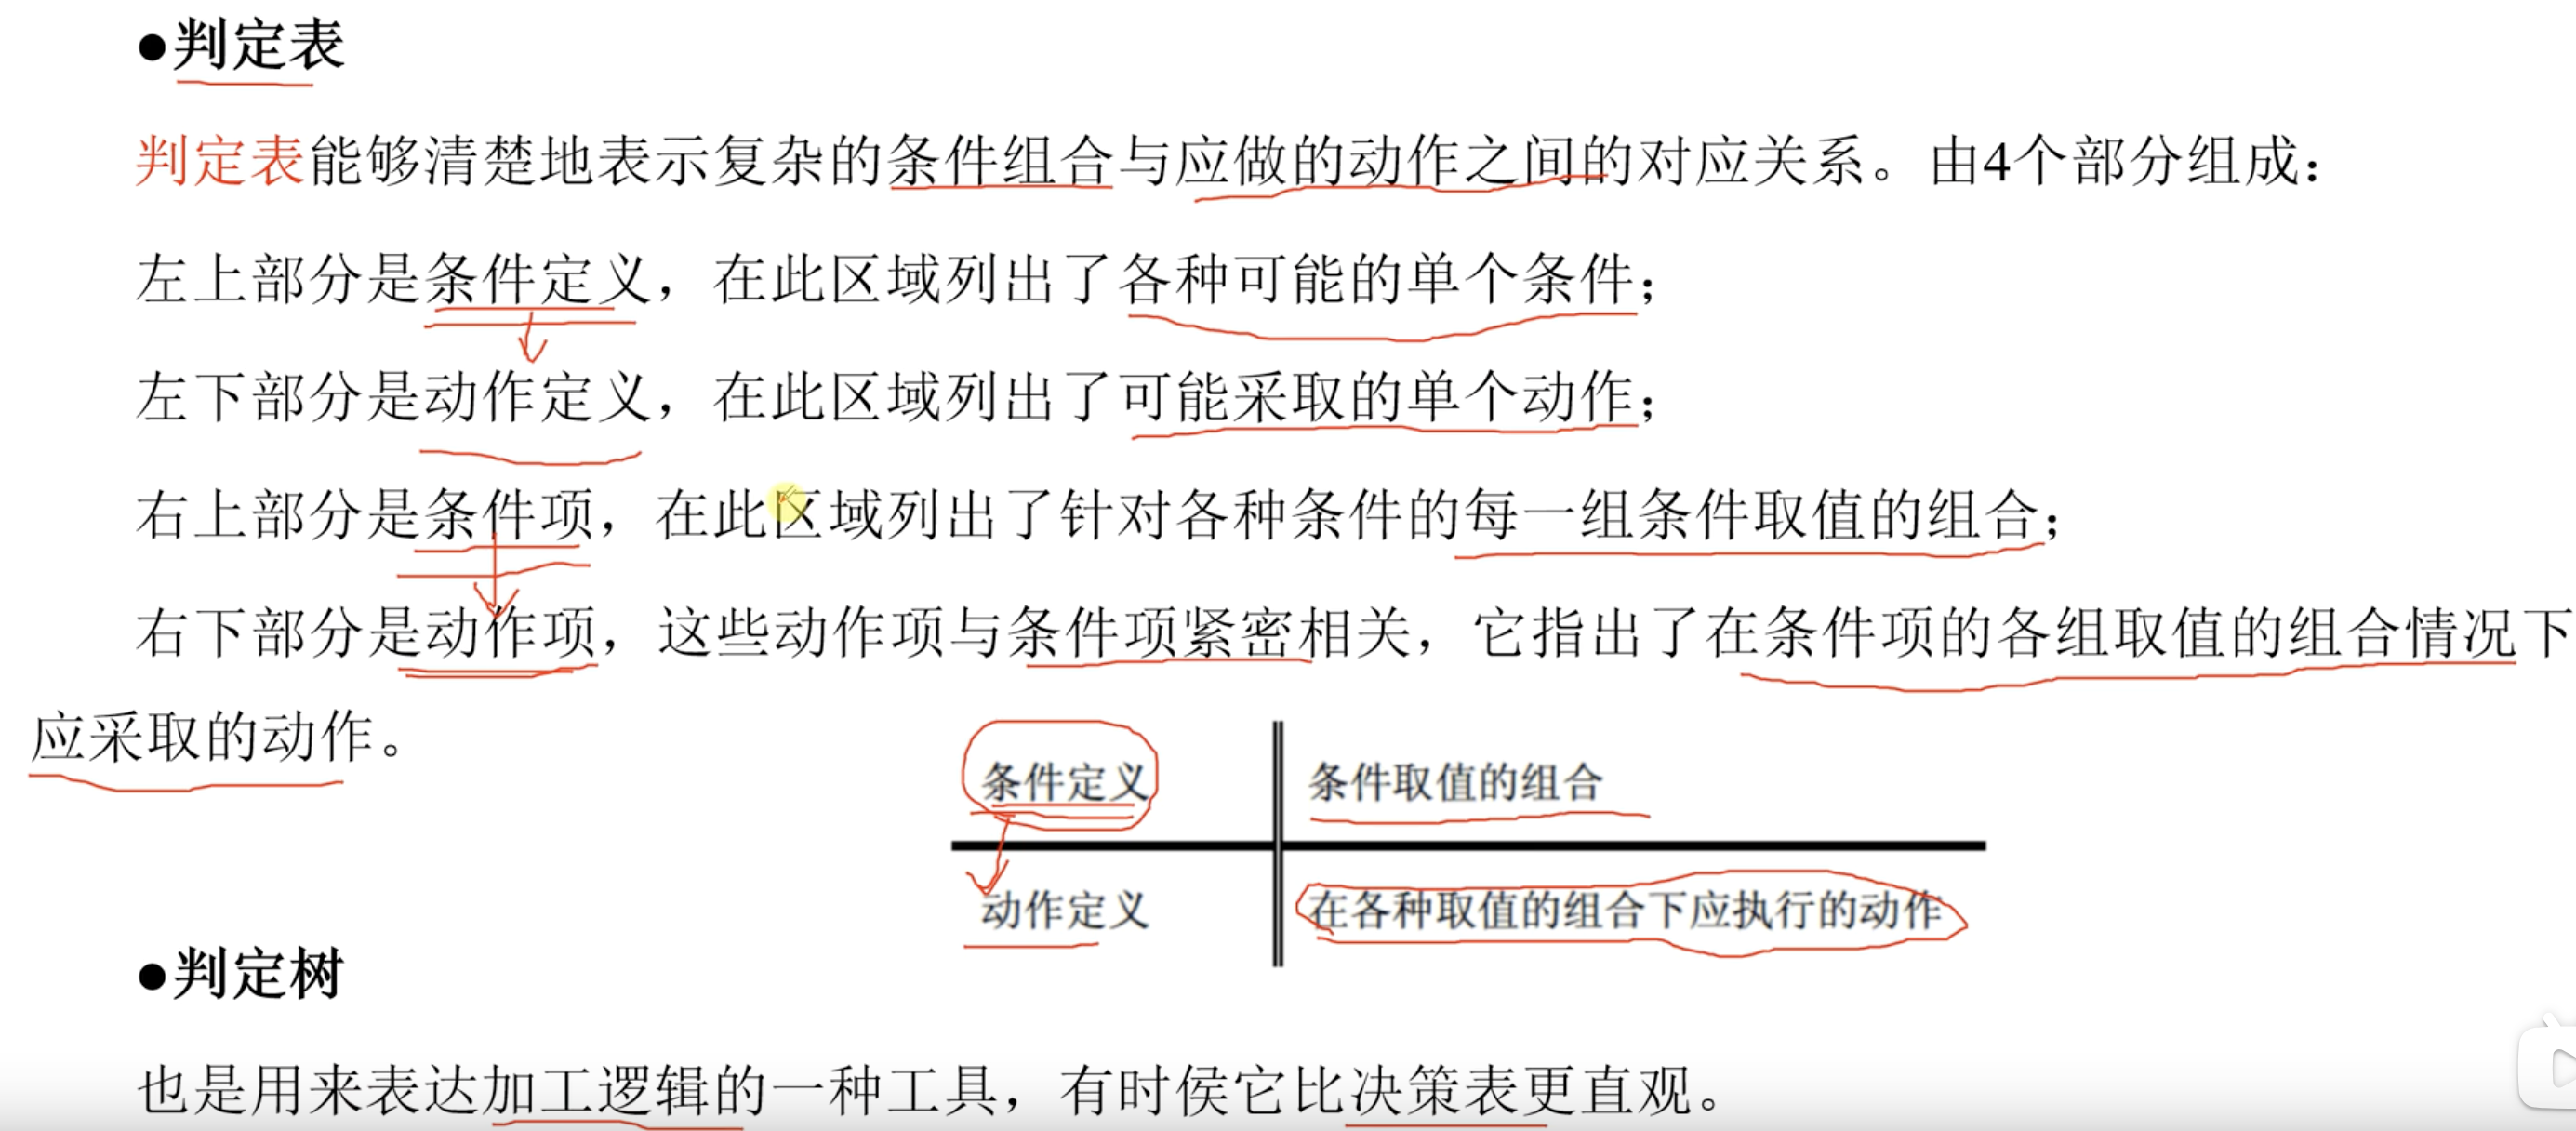 ●判定表
判定表能够清楚地表示复杂的条件组合与应做的动作之间的对应关系。由4个部分组成：
左上部分是条件定义，在此区域列出了各种可能的单个条件；
左下部分是动作定义，在此区域列出了可能采取的单个动作；
右上部分是条件项，在此区域列出了针对各种条件的每一组条件取值的组合；
右下部分是动作项，这些动作项与条件项紧密相关，它指出了在条件项的各组取值的组合情况下
应采取的动作。
条件定义 条件取值的组合
动作定义 在各种取值的组合下应执行的动作
●判定树
也是用来表达加工逻辑的一种工具，有时侯它比决策表更直观。